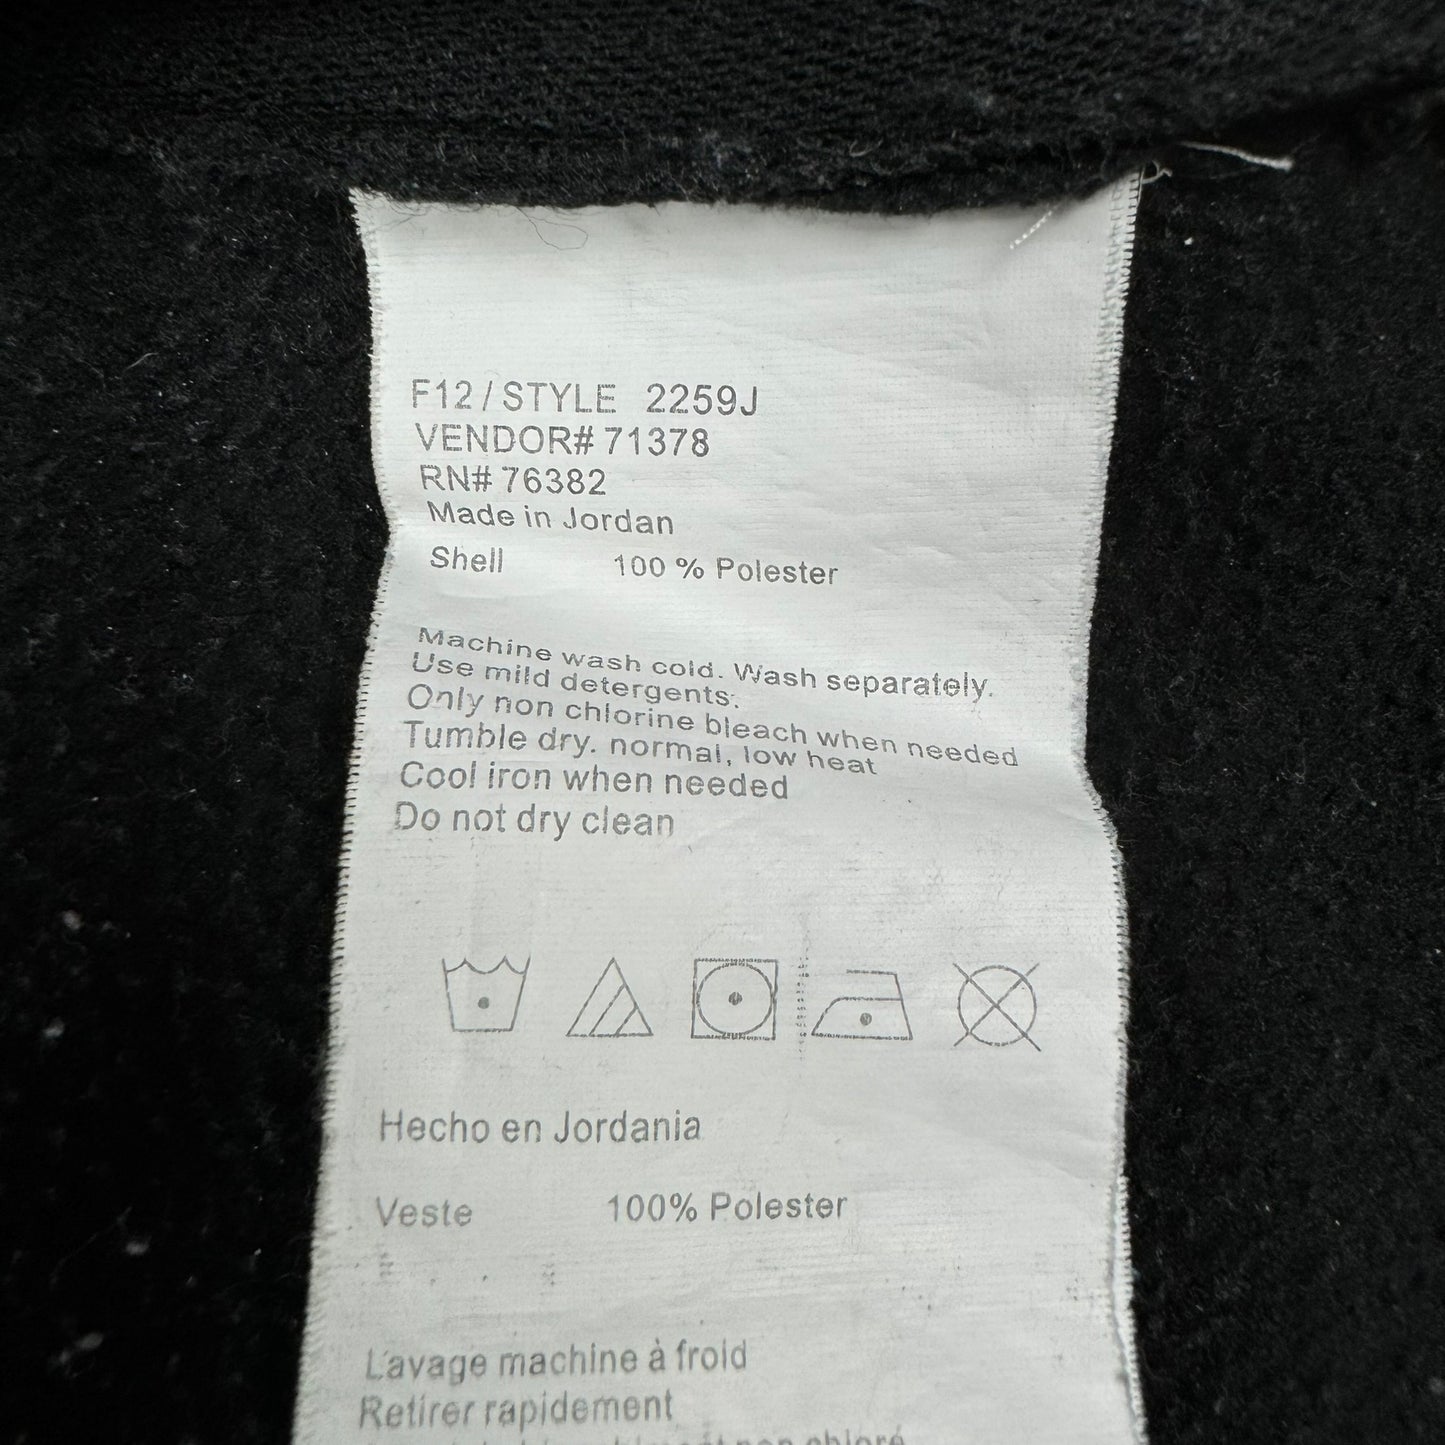 F12 / STYLE 2259J
VENDOR# 71378
RN# 76382
Made in Jordan
Shell 100 % Polester
Machine wash cold. Wash separately.
Use mild detergents.
Only non chlorine bleach when needed
Tumble dry. normal, low heat
Cool iron when needed
Do not dry clean
Hecho en Jordania
Veste 100% Polester
Lavage machine à froid
Retirer rapidement
non chloré